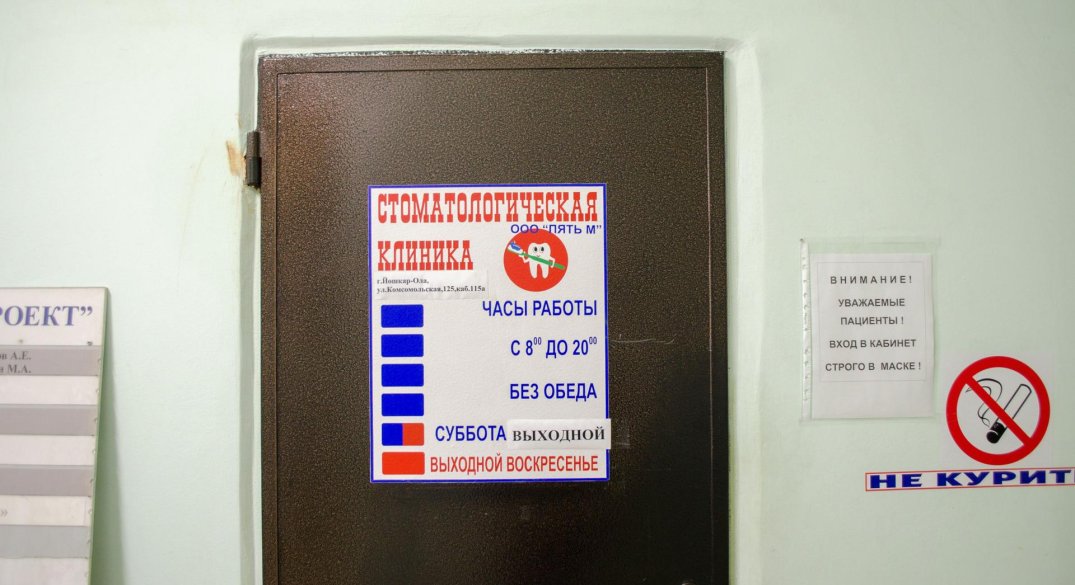 РОЕКТ”
в А.Е.
М.А.
»
СТОМАТОЛОГИЧЕСКАЯ
ООО “ПЯТЬ М”
КЛИНИКА
г.Йошкар-Ола,
ул.Комсомольская,125,каб.115а
ЧАСЫ РАБОТЫ
С 8⁰⁰ ДО 20⁰⁰
БЕЗ ОБЕДА
СУББОТА ВЫХОДНОЙ
ВЫХОДНОЙ ВОСКРЕСЕНЬЕ
ВНИМАНИЕ!
УВАЖАЕМЫЕ
ПАЦИЕНТЫ !
ВХОД В КАБИНЕТ
СТРОГО В МАСКЕ !
НЕ КУРИТ